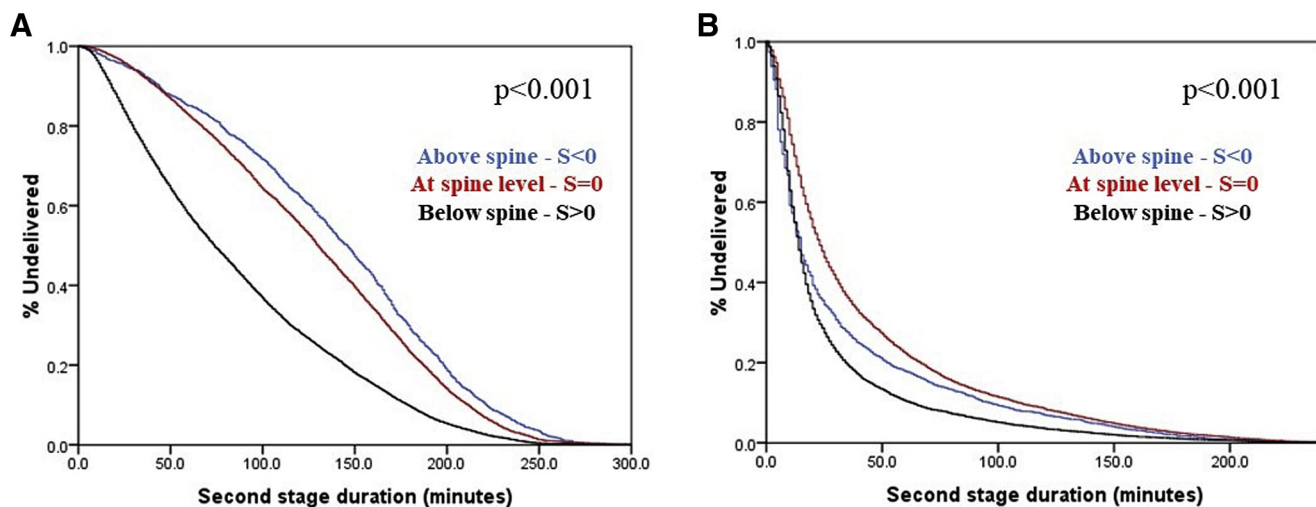 A
% Undelivered
1.0
0.8
0.6
0.4
0.2
0.0
p<0.001
Above spine - S<0
At spine level - S=0
Below spine - S>0
0.0 50.0 100.0 150.0 200.0 250.0 300.0
Second stage duration (minutes)
B
% Undelivered
1.0
0.8
0.6
0.4
0.2
0.0
p<0.001
Above spine - S<0
At spine level - S=0
Below spine - S>0
0.0 50.0 100.0 150.0 200.0
Second stage duration (minutes)